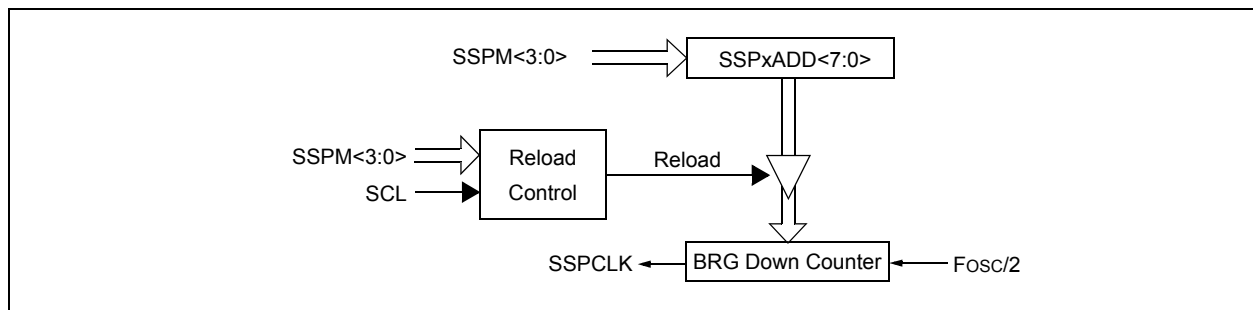 SSPM<3:0>
SSPxADD<7:0>
SSPM<3:0>
SCL
Reload
Control
Reload
SSPCLK
BRG Down Counter
FOSC/2